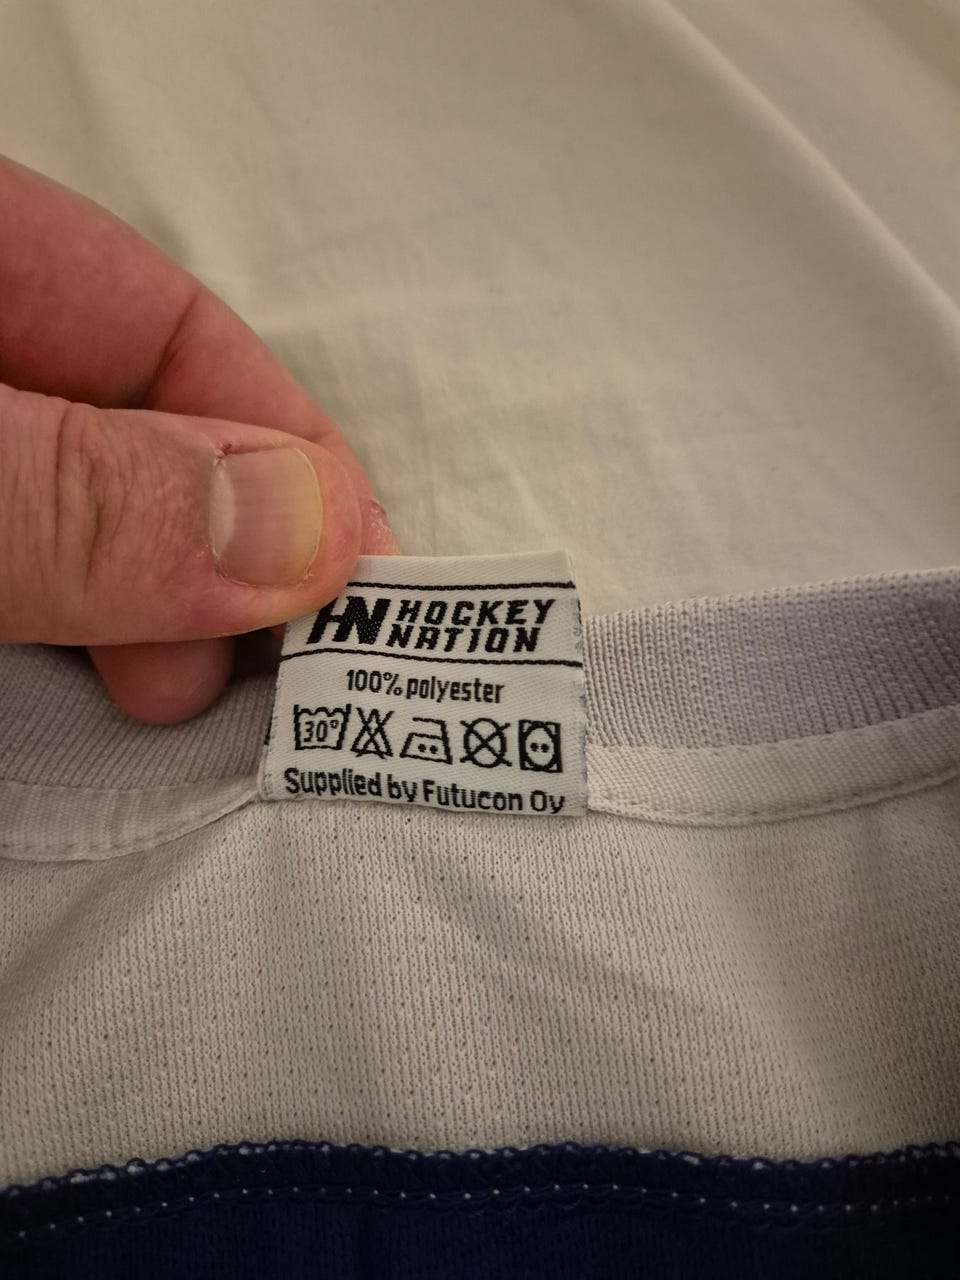 HN HOCKEY
NATION
100% polyester
30°
Supplied by Futucon Oy